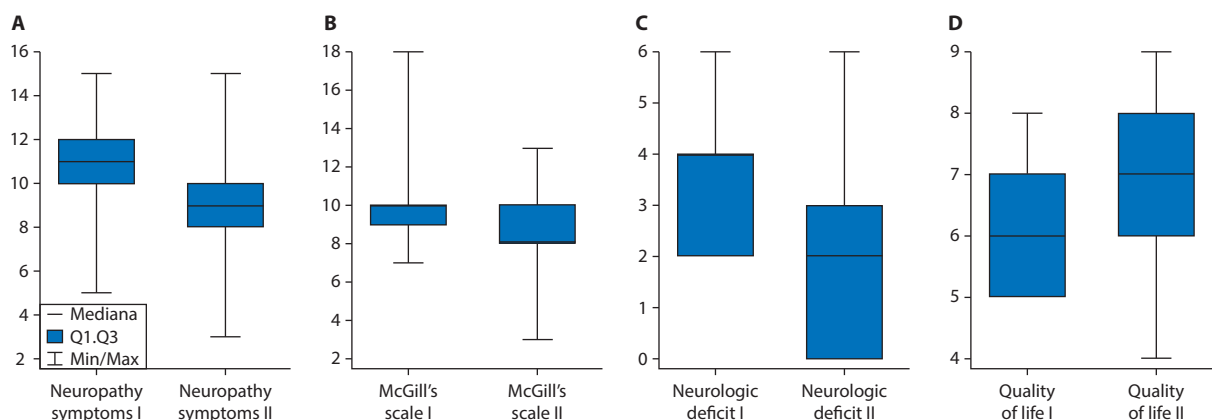 A
16
14
12
10
8
6
4
2
Mediana
Q1.Q3
Min/Max
Neuropathy
symptoms I
Neuropathy
symptoms II
B
18
16
14
12
10
8
6
4
2
McGill's
scale I
McGill's
scale II
C
6
5
4
3
2
1
0
Neurologic
deficit I
Neurologic
deficit II
D
9
8
7
6
5
4
Quality
of life I
Quality
of life II